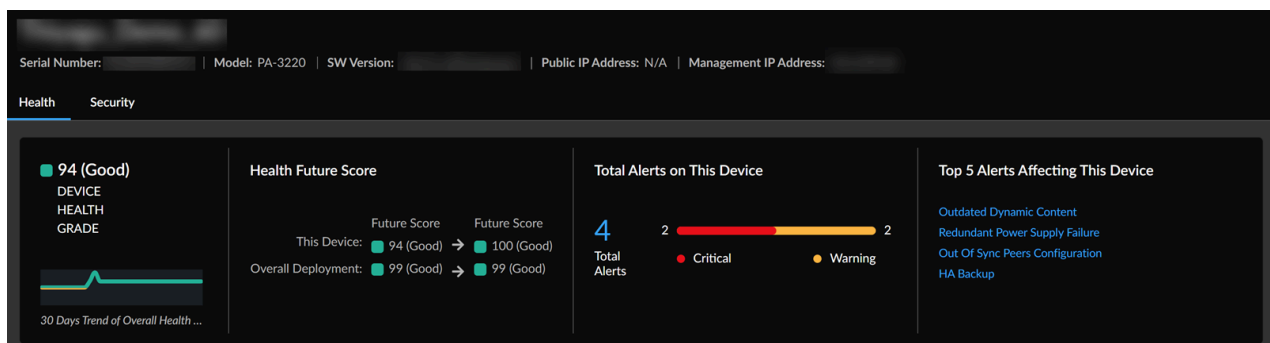 Serial Number: | Model: PA-3220 | SW Version: | Public IP Address: N/A | Management IP Address:
Health Security
94 (Good)
DEVICE
HEALTH
GRADE
30 Days Trend of Overall Health ...
Health Future Score
Future Score Future Score
This Device: 94 (Good) → 100 (Good)
Overall Deployment: 99 (Good) → 99 (Good)
Total Alerts on This Device
4
Total
Alerts
2 2
Critical Warning
Top 5 Alerts Affecting This Device
Outdated Dynamic Content
Redundant Power Supply Failure
Out Of Sync Peers Configuration
HA Backup